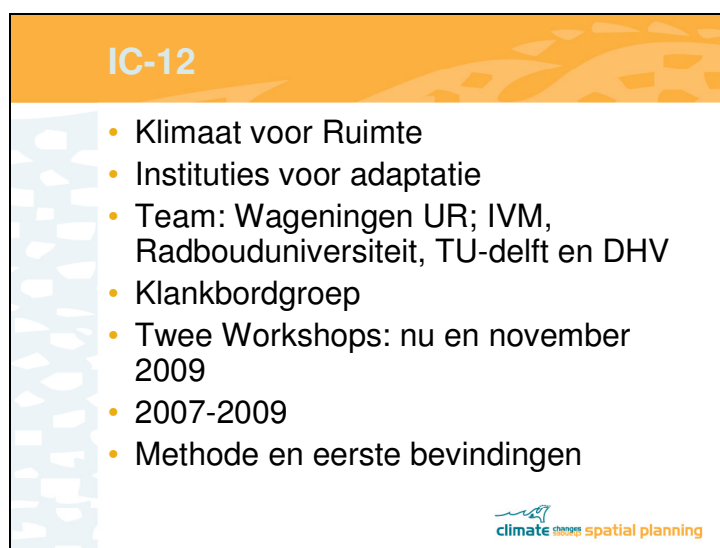 IC-12
• Klimaat voor Ruimte
• Instituties voor adaptatie
• Team: Wageningen UR; IVM,
Radbouduniversiteit, TU-delft en DHV
• Klankbordgroep
• Twee Workshops: nu en november
2009
• 2007-2009
• Methode en eerste bevindingen
climate changes spatial planning